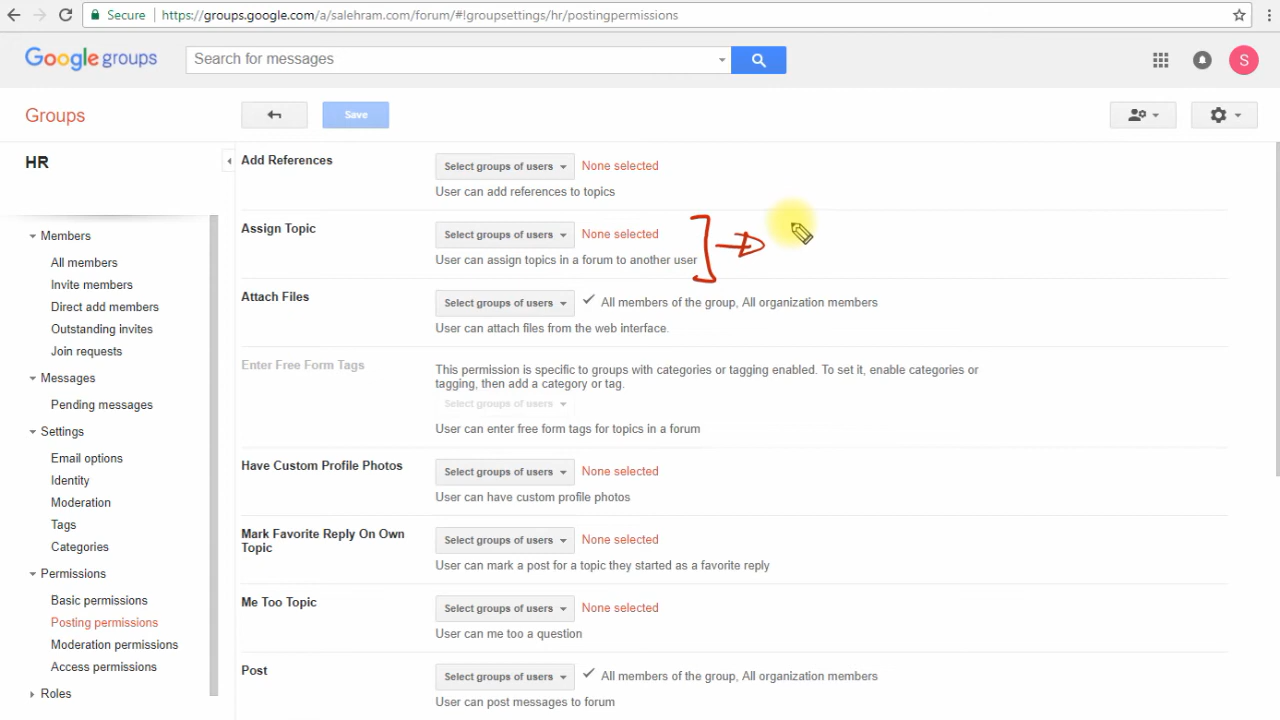 Secure https://groups.google.com/a/salehram.com/forum/#!groupsettings/hr/postingpermissions
Google groups
Search for messages
S
Groups
Save
HR
Members
All members
Invite members
Direct add members
Outstanding invites
Join requests
Messages
Pending messages
Settings
Email options
Identity
Moderation
Tags
Categories
Permissions
Basic permissions
Posting permissions
Moderation permissions
Access permissions
Roles
Add References
Select groups of users None selected
User can add references to topics
Assign Topic
Select groups of users None selected
User can assign topics in a forum to another user
Attach Files
Select groups of users All members of the group, All organization members
User can attach files from the web interface.
Enter Free Form Tags
This permission is specific to groups with categories or tagging enabled. To set it, enable categories or
tagging, then add a category or tag.
Select groups of users
User can enter free form tags for topics in a forum
Have Custom Profile Photos
Select groups of users None selected
User can have custom profile photos
Mark Favorite Reply On Own
Topic
Select groups of users None selected
User can mark a post for a topic they started as a favorite reply
Me Too Topic
Select groups of users None selected
User can me too a question
Post
Select groups of users All members of the group, All organization members
User can post messages to forum